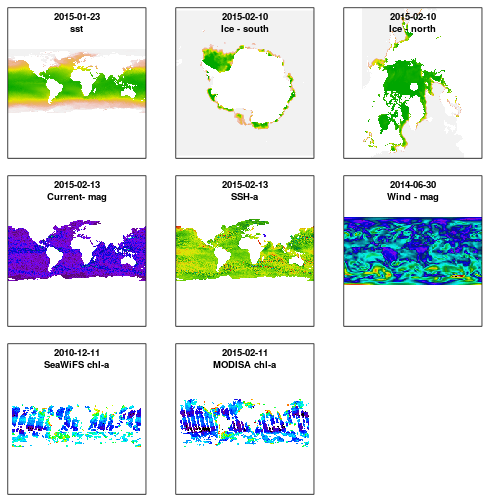 2015-01-23
sst
2015-02-10
Ice - south
2015-02-10
Ice - north
2015-02-13
Current- mag
2015-02-13
SSH-a
2014-06-30
Wind - mag
2010-12-11
SeaWiFS chl-a
2015-02-11
MODISA chl-a